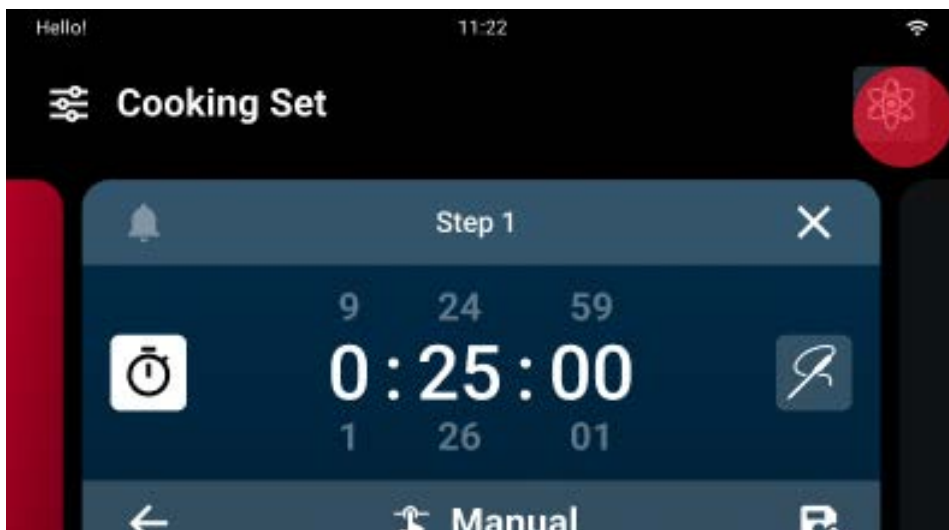 Hello! 11:22
Cooking Set
Step 1
9 24 59
0 : 25 : 00
1 26 01
Manual